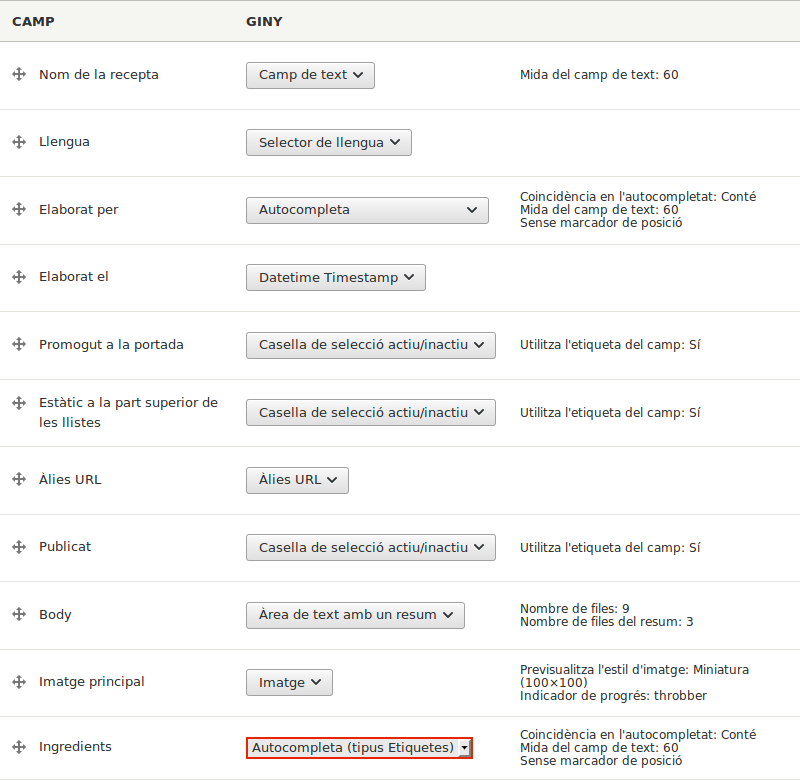 CAMP GINY
Nom de la recepta Camp de text Mida del camp de text: 60
Llengua Selector de llengua
Elaborat per Autocompleta
Coincidència en l'autocompletat: Conté
Mida del camp de text: 60
Sense marcador de posició
Elaborat el Datetime Timestamp
Promogut a la portada Casella de selecció actiu/inactiu Utilitza l'etiqueta del camp: Sí
Estàtic a la part superior de
les llistes
Casella de selecció actiu/inactiu Utilitza l'etiqueta del camp: Sí
Àlies URL Àlies URL
Publicat Casella de selecció actiu/inactiu Utilitza l'etiqueta del camp: Sí
Body Àrea de text amb un resum
Nombre de files: 9
Nombre de files del resum: 3
Imatge principal Imatge
Previsualitza l'estil d'imatge: Miniatura
(100×100)
Indicador de progrés: throbber
Ingredients Autocompleta (tipus Etiquetes)
Coincidència en l'autocompletat: Conté
Mida del camp de text: 60
Sense marcador de posició